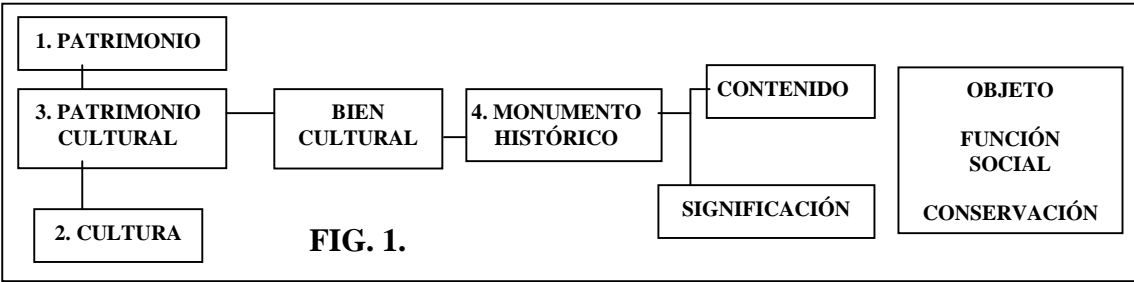 1. PATRIMONIO
3. PATRIMONIO
CULTURAL
2. CULTURA
BIEN
CULTURAL
4. MONUMENTO
HISTÓRICO
CONTENIDO
SIGNIFICACIÓN
OBJETO
FUNCIÓN
SOCIAL
CONSERVACIÓN
FIG. 1.